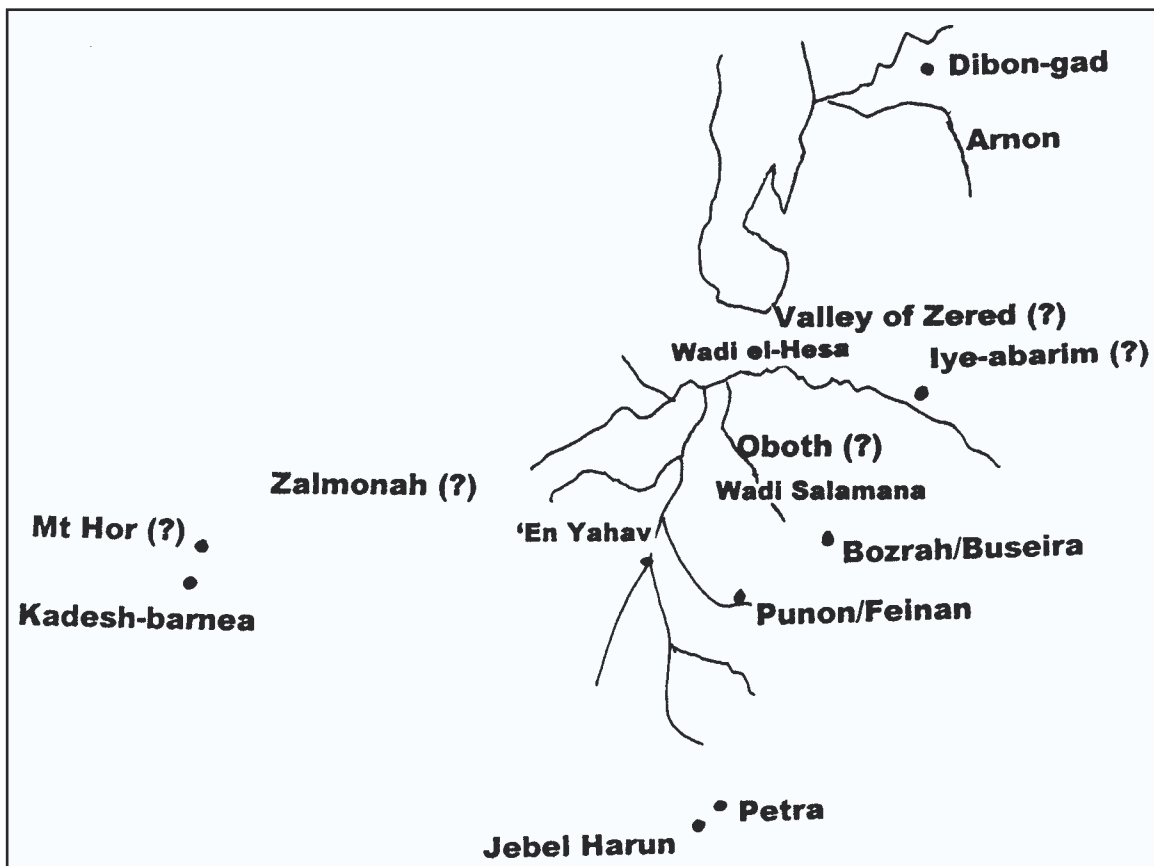 Dibon-gad
Arnon
Valley of Zered (?)
Wadi el-Hesa
Iye-abarim (?)
Oboth (?)
Zalmonah (?)
Wadi Salamana
Mt Hor (?)
‘En Yahav
Bozrah/Buseira
Kadesh-barnea
Punon/Feinan
Petra
Jebel Harun